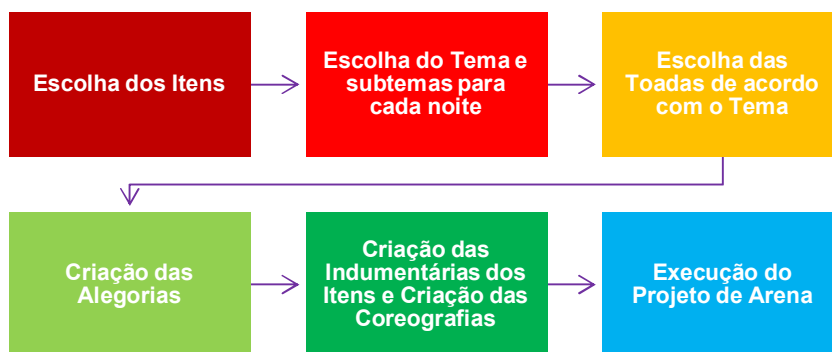 Escolha dos Itens
Escolha do Tema e
subtemas para
cada noite
Escolha das
Toadas de acordo
com o Tema
Criação das
Alegorias
Criação das
Indumentárias dos
Itens e Criação das
Coreografias
Execução do
Projeto de Arena